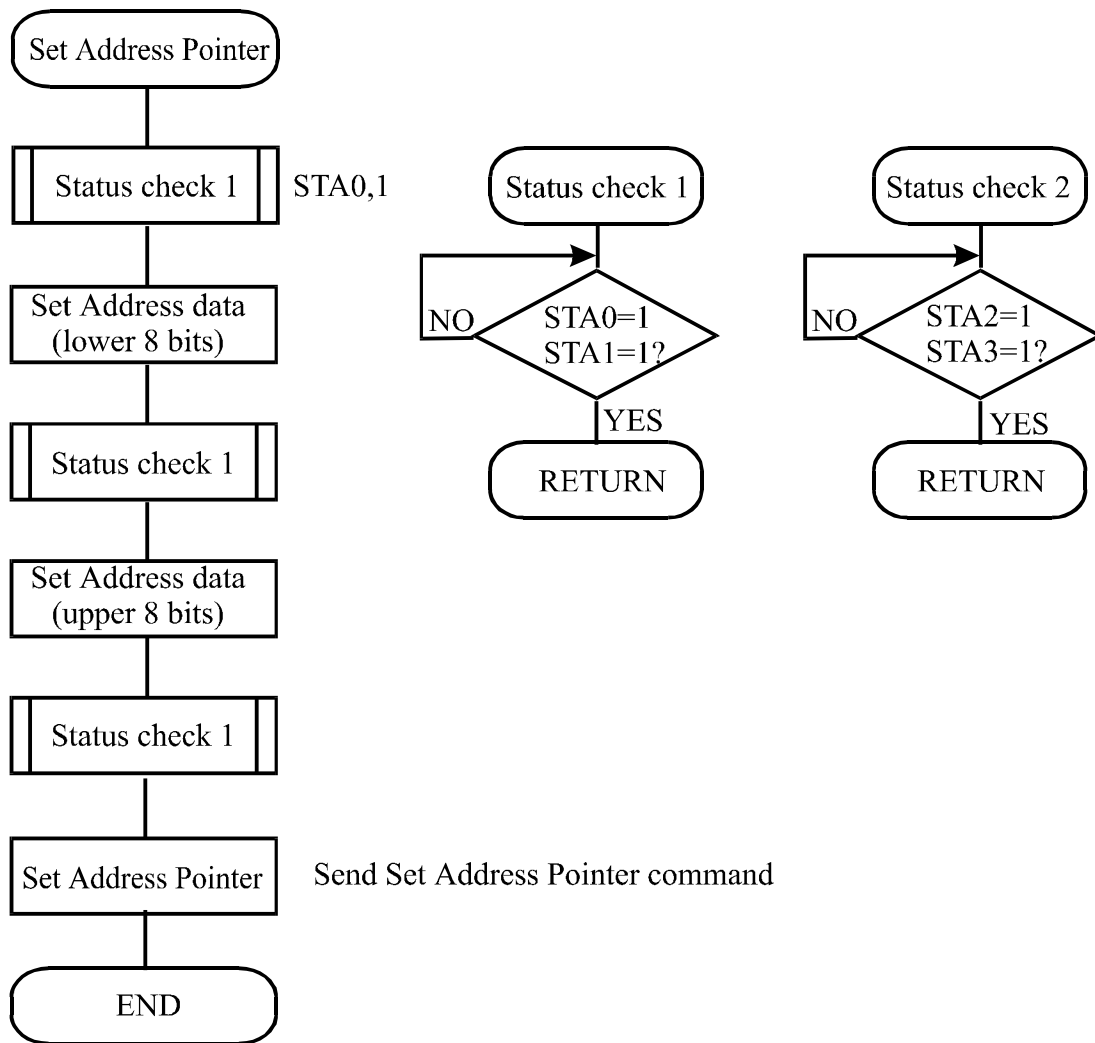 Set Address Pointer
Status check 1
STA0,1
Set Address data
(lower 8 bits)
Status check 1
Set Address data
(upper 8 bits)
Status check 1
Set Address Pointer
Send Set Address Pointer command
END
Status check 1
NO
STA0=1
STA1=1?
YES
RETURN
Status check 2
NO
STA2=1
STA3=1?
YES
RETURN